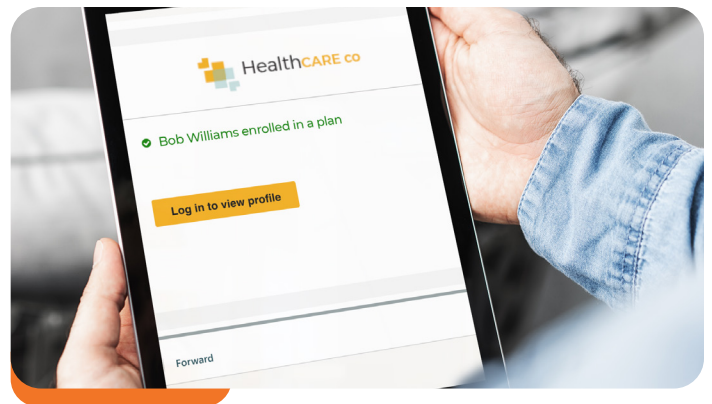 HealthCARE co
Bob Williams enrolled in a plan
Log in to view profile
Forward